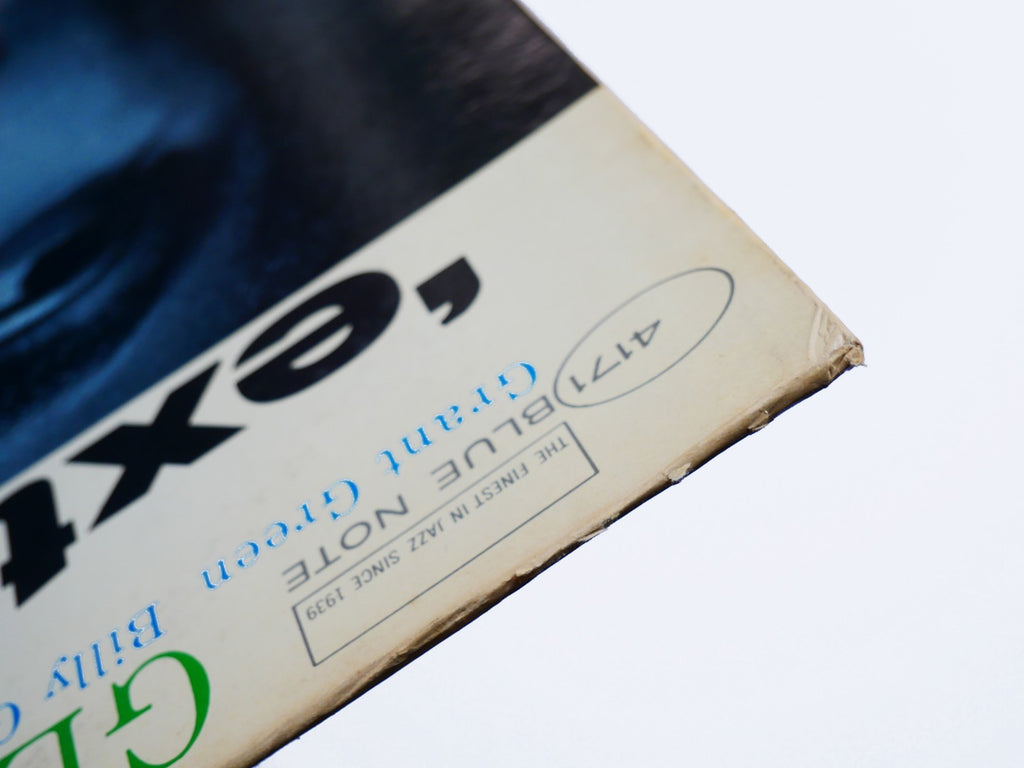 THE FINEST IN JAZZ SINCE 1939
BLUE NOTE
4171
GE
Grant Green Billy G
'ext